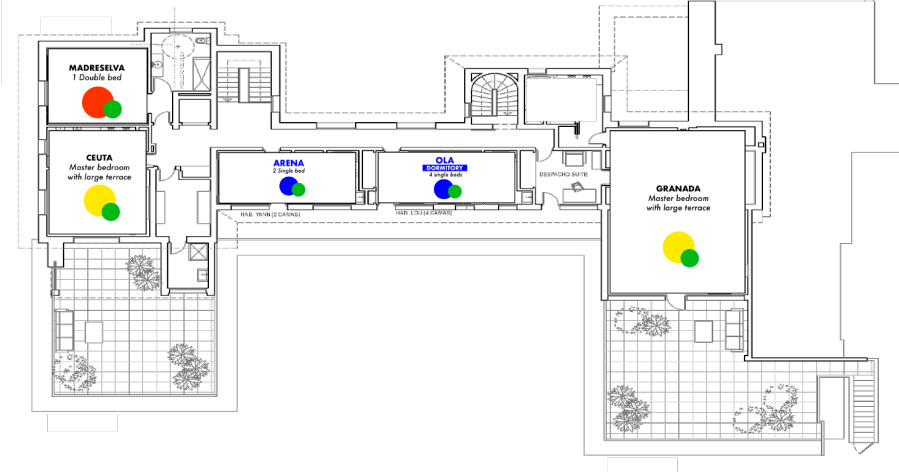 MADRESELVA
1 Double bed
CEUTA
Master bedroom
with large terrace
ARENA
2 Single bed
OLA
DORMITORY
4 single beds
DESPACHO SUITE
GRANADA
Master bedroom
with large terrace
HAB. YANN (2 CAMAS)
HAB. LOU (4 CAMAS)